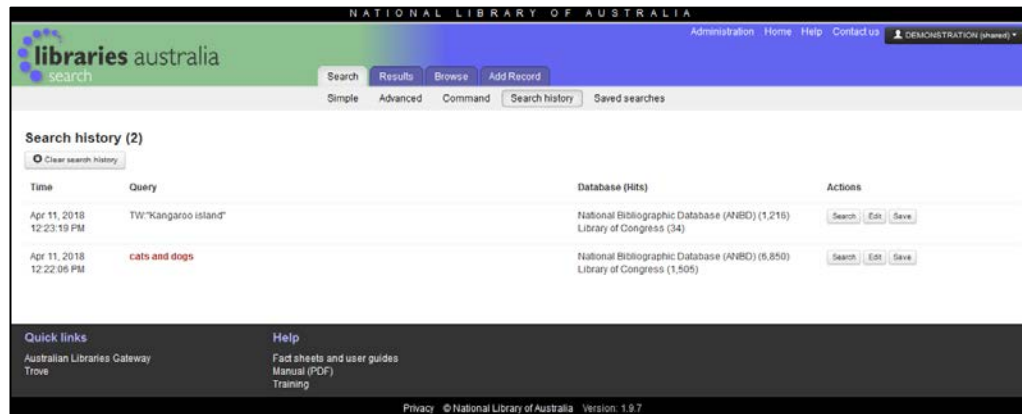 NATIONAL LIBRARY OF AUSTRALIA
Administration Home Help Contact us DEMONSTRATION (shared)
libraries australia
search
Search Results Browse Add Record
Simple Advanced Command Search history Saved searches
Search history (2)
Clear search history
Time Query Database (Hits) Actions
Apr 11, 2018 TW:"Kangaroo island" National Bibliographic Database (ANBD) (1,216) Search Edit Save
12:23:19 PM Library of Congress (34)
Apr 11, 2018 cats and dogs National Bibliographic Database (ANBD) (6,850) Search Edit Save
12:22:06 PM Library of Congress (1,505)
Quick links Help
Australian Libraries Gateway Fact sheets and user guides
Trove Manual (PDF)
Training
Privacy © National Library of Australia Version: 1.9.7